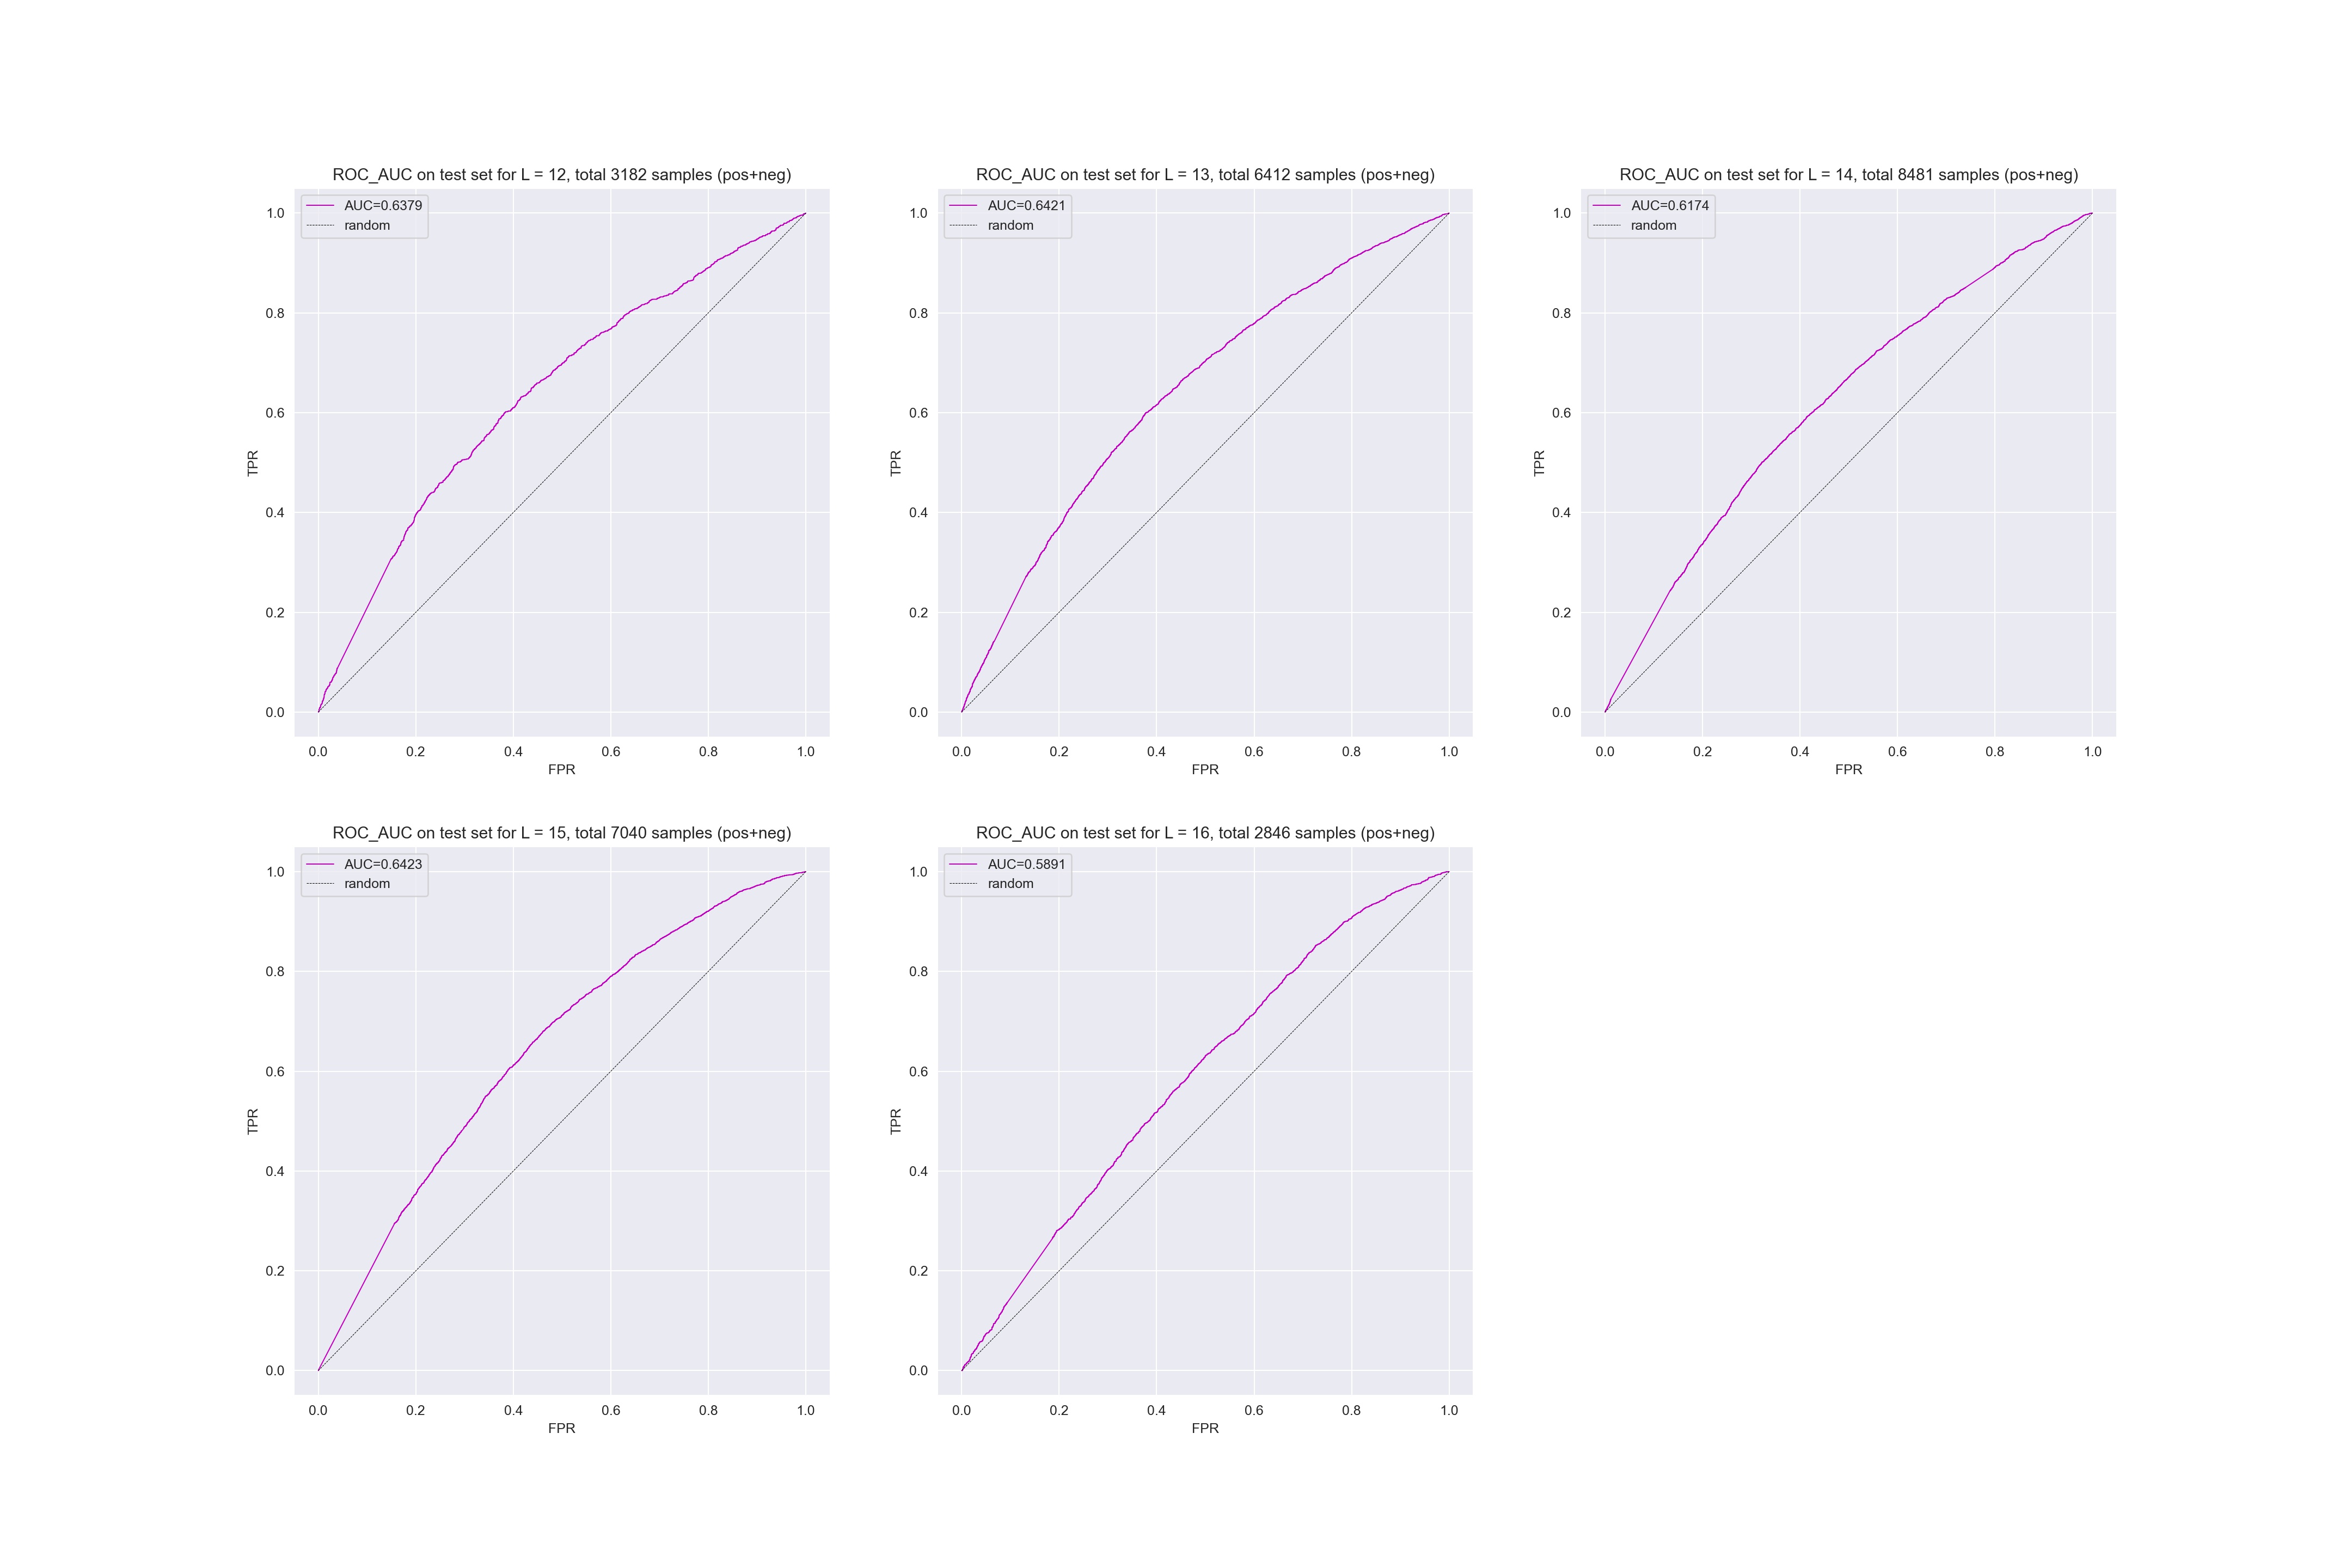 ROC_AUC on test set for L = 12, total 3182 samples (pos+neg)
AUC=0.6379
random
1.0
0.8
0.6
0.4
0.2
0.0
TPR
0.0 0.2 0.4 0.6 0.8 1.0
FPR
ROC_AUC on test set for L = 13, total 6412 samples (pos+neg)
AUC=0.6421
random
1.0
0.8
0.6
0.4
0.2
0.0
TPR
0.0 0.2 0.4 0.6 0.8 1.0
FPR
ROC_AUC on test set for L = 14, total 8481 samples (pos+neg)
AUC=0.6174
random
1.0
0.8
0.6
0.4
0.2
0.0
TPR
0.0 0.2 0.4 0.6 0.8 1.0
FPR
ROC_AUC on test set for L = 15, total 7040 samples (pos+neg)
AUC=0.6423
random
1.0
0.8
0.6
0.4
0.2
0.0
TPR
0.0 0.2 0.4 0.6 0.8 1.0
FPR
ROC_AUC on test set for L = 16, total 2846 samples (pos+neg)
AUC=0.5891
random
1.0
0.8
0.6
0.4
0.2
0.0
TPR
0.0 0.2 0.4 0.6 0.8 1.0
FPR